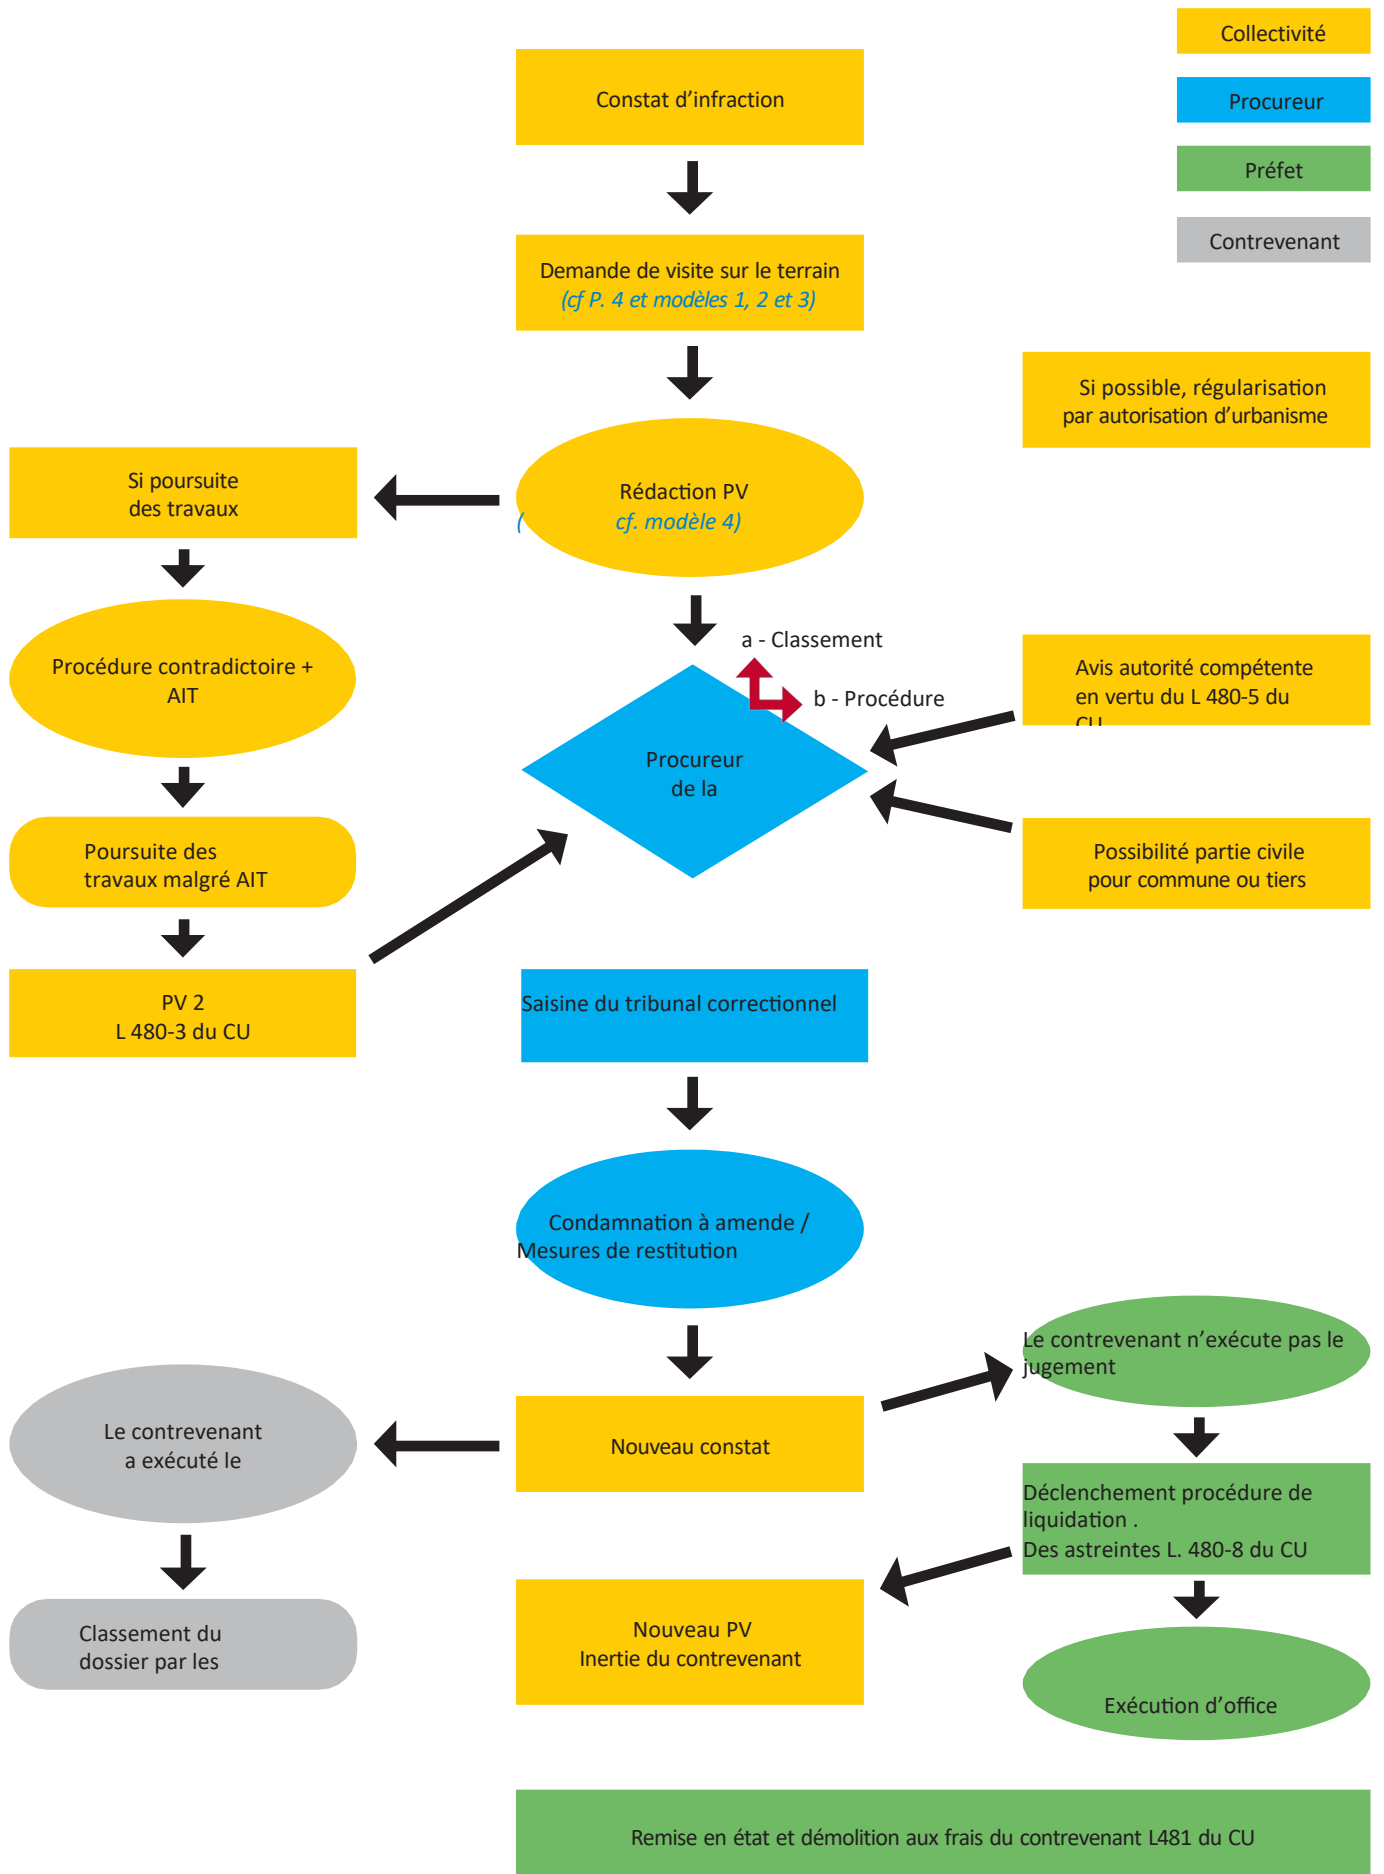 Collectivité
Procureur
Préfet
Contrevenant
Constat d'infraction
Demande de visite sur le terrain
(cf P. 4 et modèles 1, 2 et 3)
Si possible, régularisation
par autorisation d'urbanisme
Si poursuite
des travaux
Rédaction PV
( cf. modèle 4)
Procédure contradictoire +
AIT
a - Classement
b - Procédure
Avis autorité compétente
en vertu du L 480-5 du
CU
Procureur
de la
Poursuite des
travaux malgré AIT
Possibilité partie civile
pour commune ou tiers
PV 2
L 480-3 du CU
Saisine du tribunal correctionnel
Condamnation à amende /
Mesures de restitution
Le contrevenant n'exécute pas le
jugement
Le contrevenant
a exécuté le
Nouveau constat
Déclenchement procédure de
liquidation .
Des astreintes L. 480-8 du CU
Classement du
dossier par les
Nouveau PV
Inertie du contrevenant
Exécution d'office
Remise en état et démolition aux frais du contrevenant L481 du CU